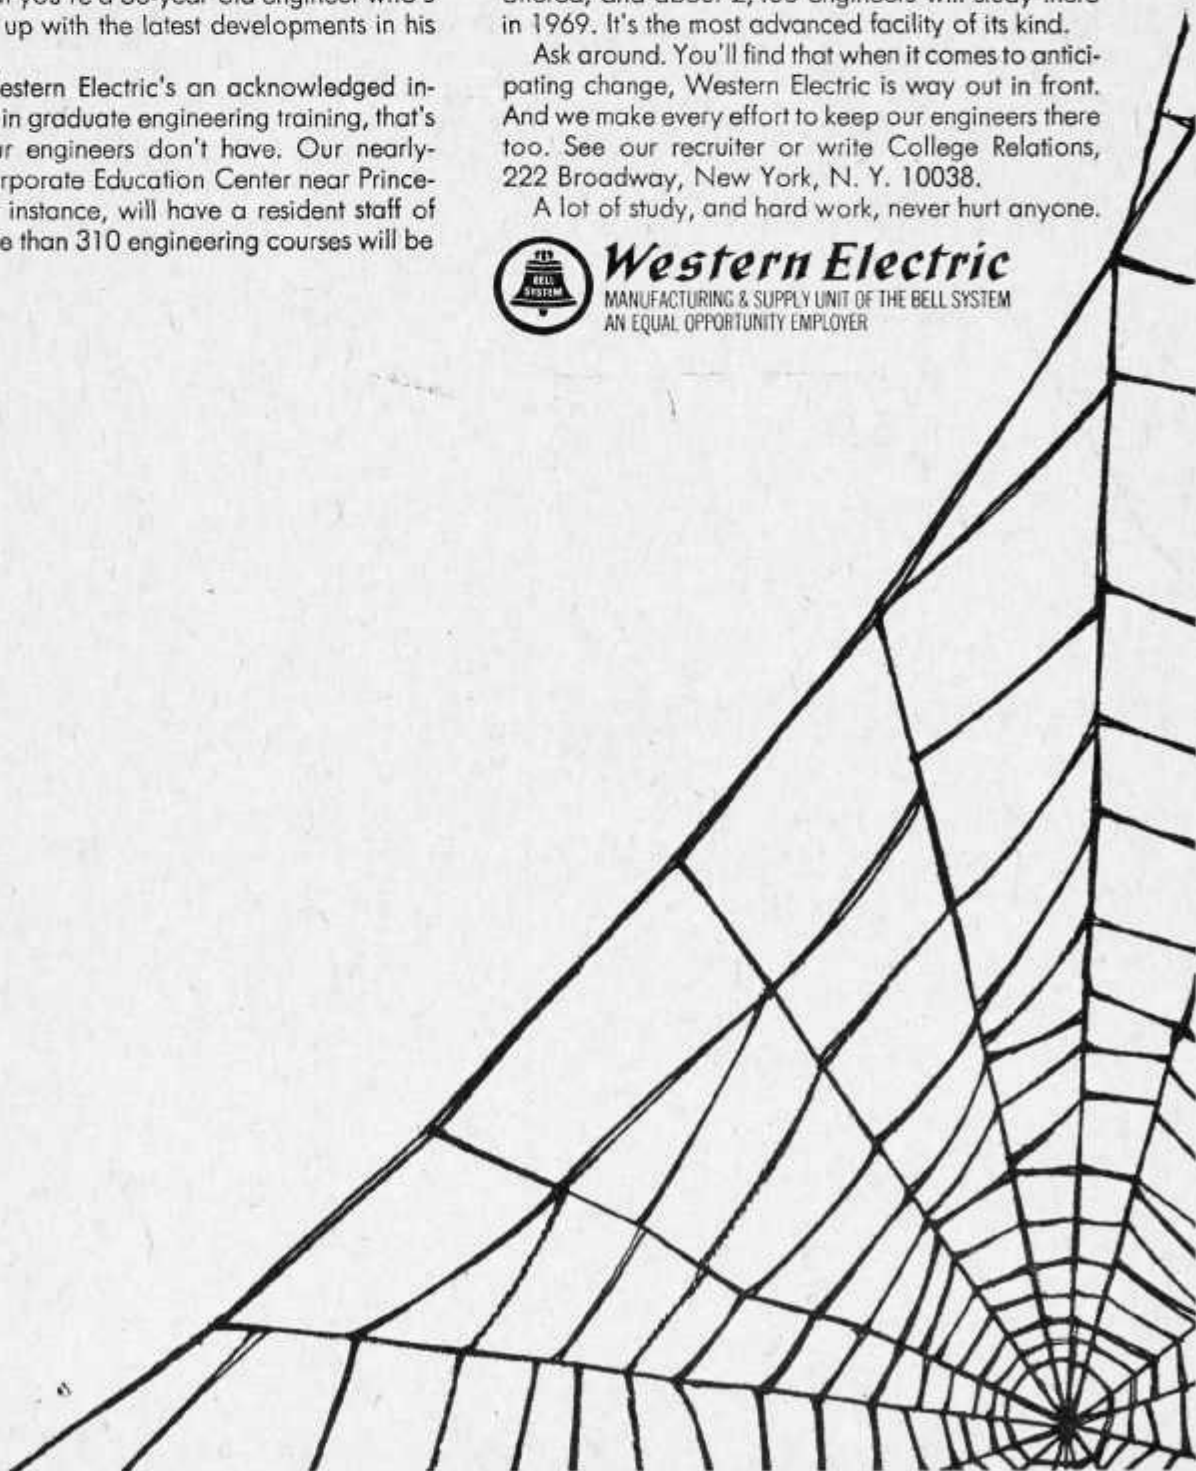 up with the latest developments in his
estern Electric's an acknowledged in-
in graduate engineering training, that's
r engineers don't have. Our nearly-
rporate Education Center near Prince-
instance, will have a resident staff of
e than 310 engineering courses will be
in 1969. It's the most advanced facility of its kind.
Ask around. You'll find that when it comes to antici-
pating change, Western Electric is way out in front.
And we make every effort to keep our engineers there
too. See our recruiter or write College Relations,
222 Broadway, New York, N. Y. 10038.
A lot of study, and hard work, never hurt anyone.
BELL
SYSTEM
Western Electric
MANUFACTURING & SUPPLY UNIT OF THE BELL SYSTEM
AN EQUAL OPPORTUNITY EMPLOYER